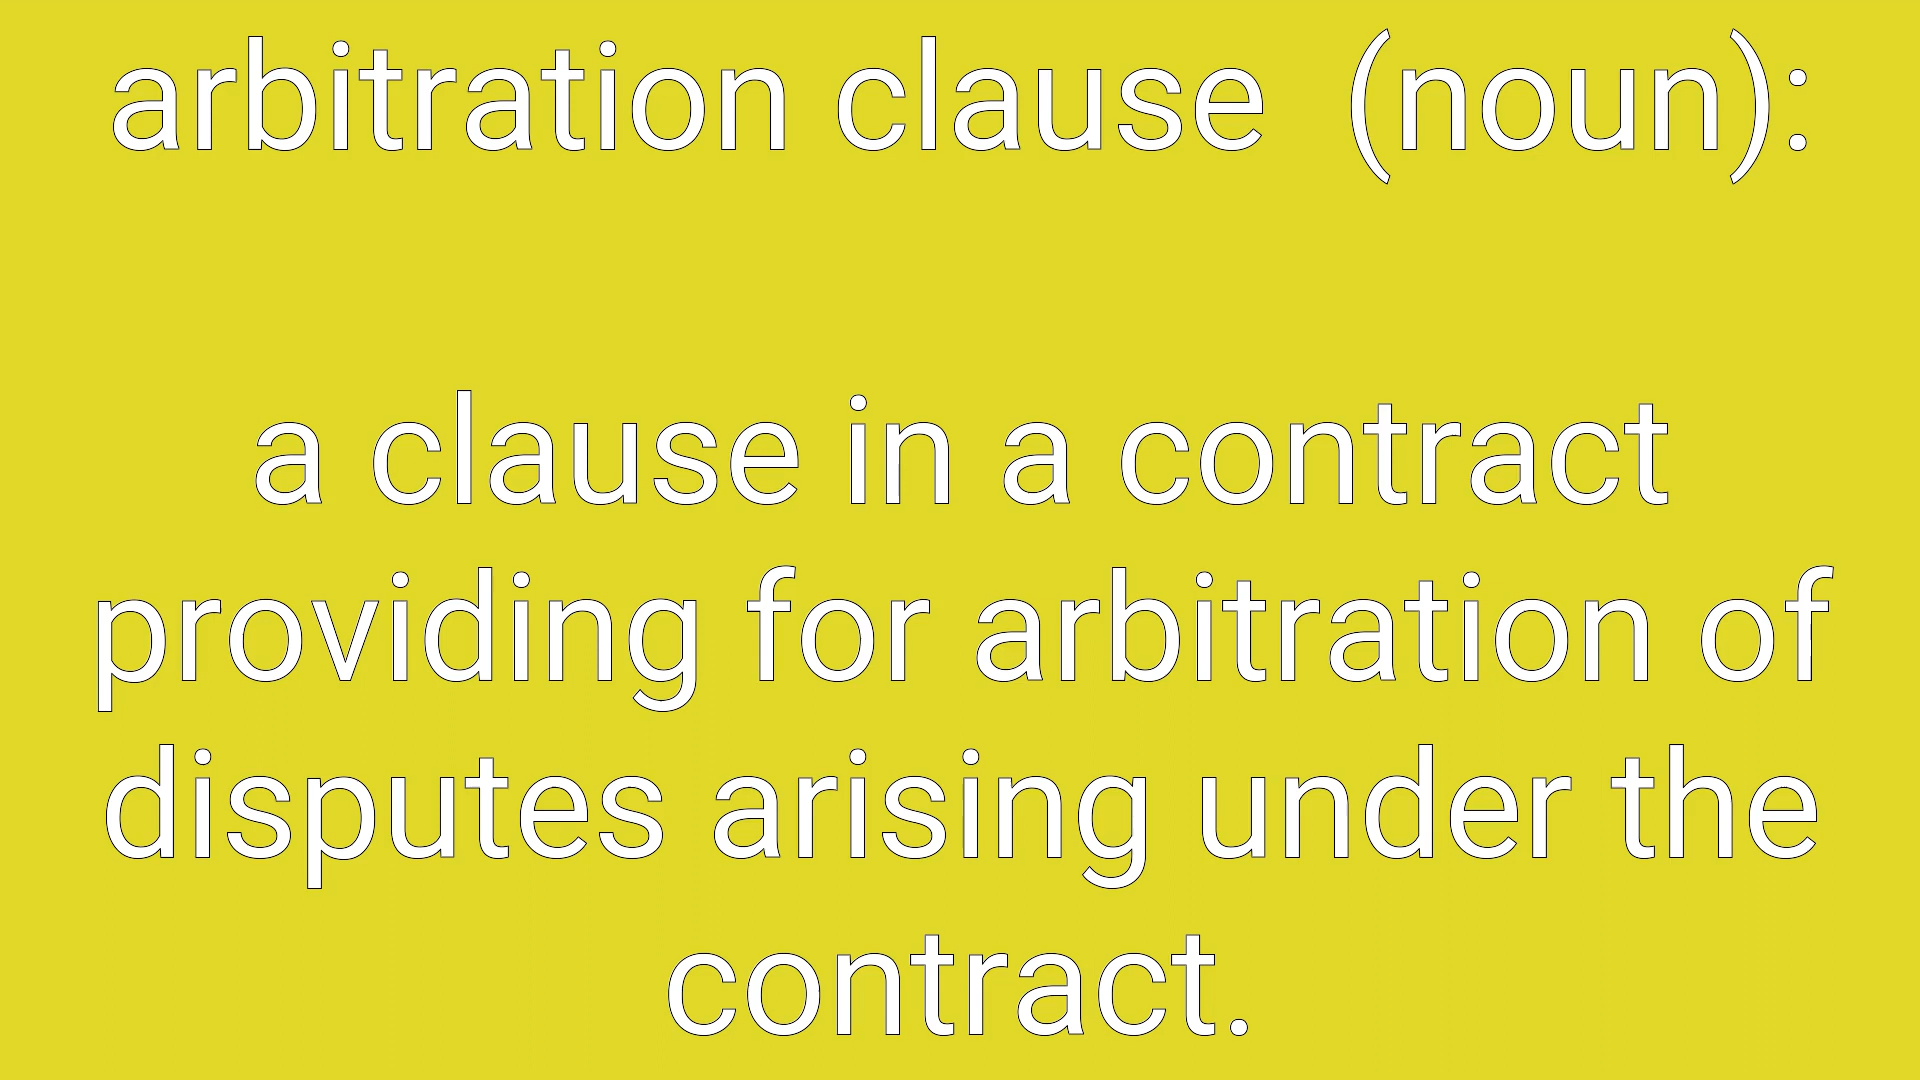 arbitration clause  (noun):
a clause in a contract
providing for arbitration of
disputes arising under the
contract.